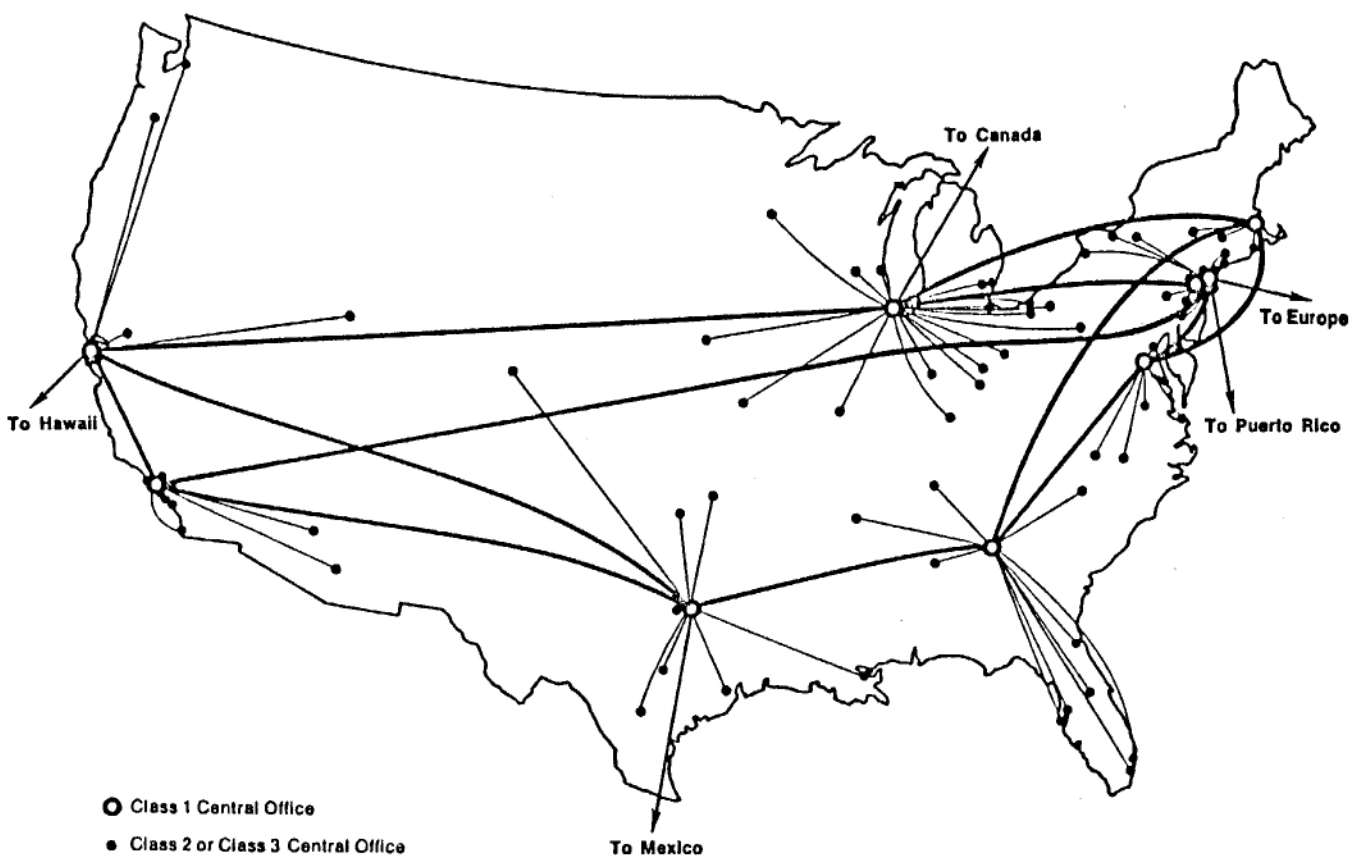 To Canada
To Europe
To Hawaii
To Puerto Rico
Class 1 Central Office
Class 2 or Class 3 Central Office
To Mexico